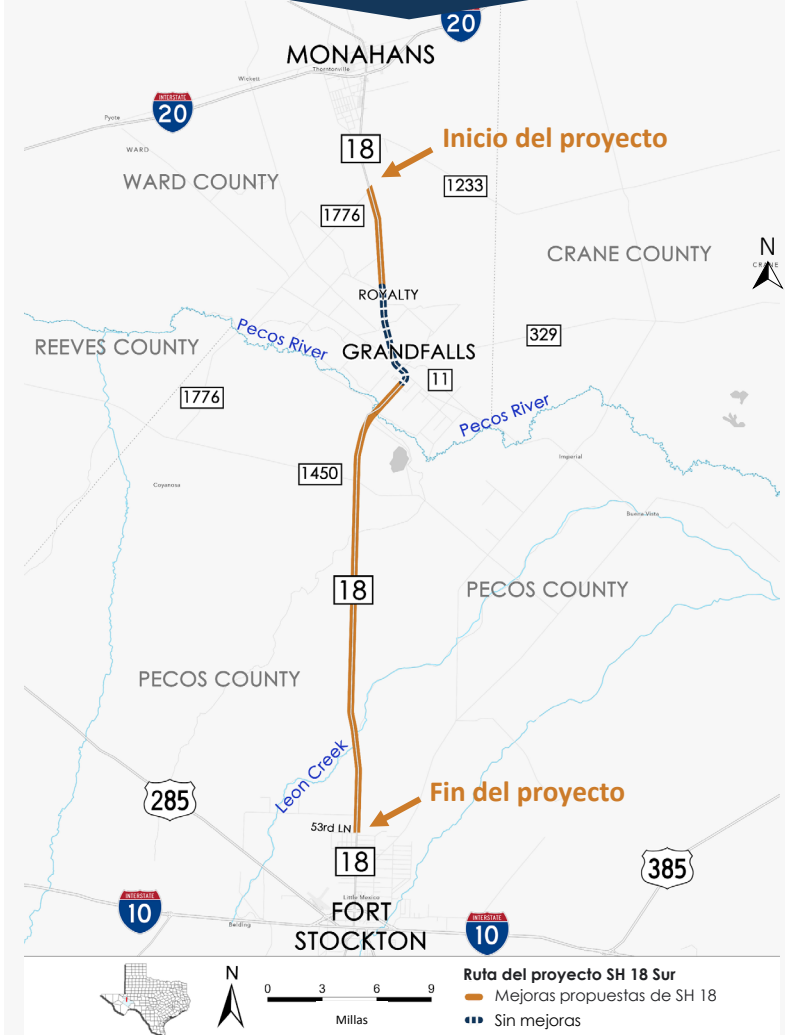 INTERSTATE
20
MONAHANS
Thorntonville
Wickett
INTERSTATE
20
Pyote
WARD
18
Inicio del proyecto
WARD COUNTY
1233
1776
CRANE COUNTY
N
CRANE
ROYALTY
Pecos River
329
REEVES COUNTY
GRANDFALLS
11
1776
Pecos River
Imperial
1450
Coyanosa
Buena Vista
18
PECOS COUNTY
PECOS COUNTY
Leon Creek
285
Fin del proyecto
53rd LN
18
385
INTERSTATE
10
Little Mexico
FORT
STOCKTON
Belding
INTERSTATE
10
N
0 3 6 9
Millas
Ruta del proyecto SH 18 Sur
Mejoras propuestas de SH 18
Sin mejoras